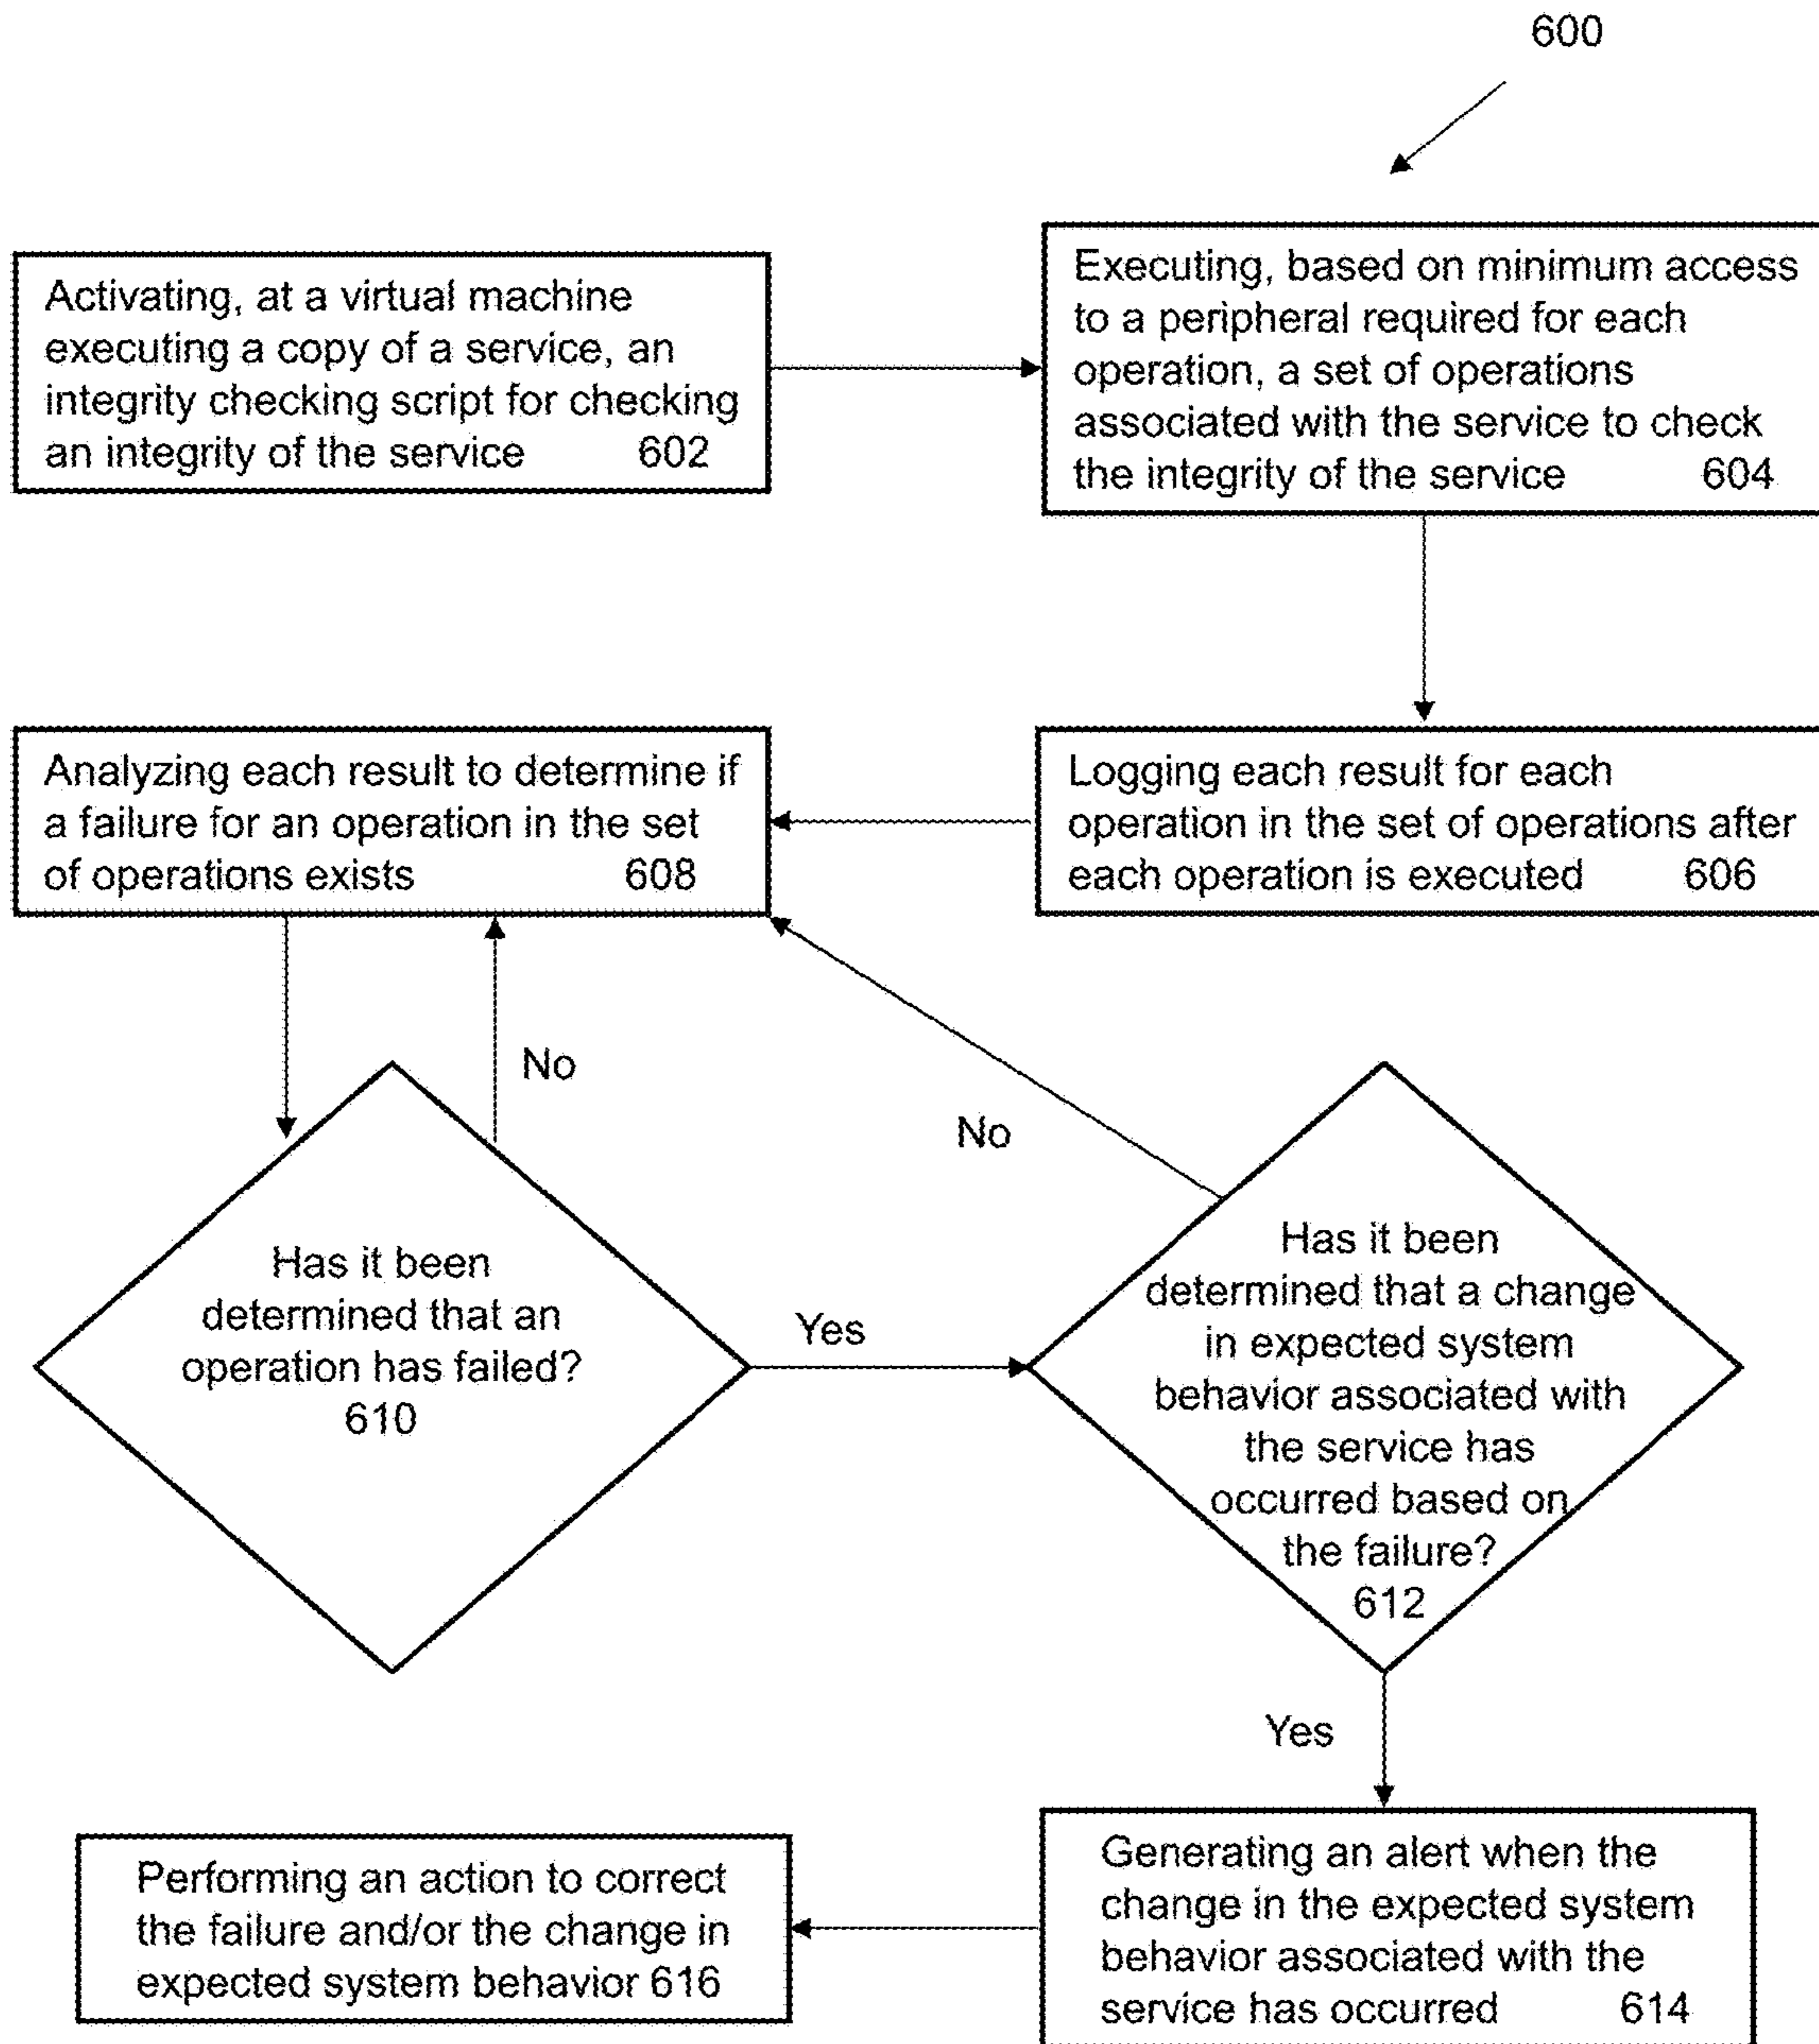 600
Activating, at a virtual machine
executing a copy of a service, an
integrity checking script for checking
an integrity of the service 602
Executing, based on minimum access
to a peripheral required for each
operation, a set of operations
associated with the service to check
the integrity of the service 604
Logging each result for each
operation in the set of operations after
each operation is executed 606
Analyzing each result to determine if
a failure for an operation in the set
of operations exists 608
No
Has it been
determined that an
operation has failed?
610
Yes
No
Has it been
determined that a change
in expected system
behavior associated with
the service has
occurred based on
the failure?
612
Yes
Generating an alert when the
change in the expected system
behavior associated with the
service has occurred 614
Performing an action to correct
the failure and/or the change in
expected system behavior 616